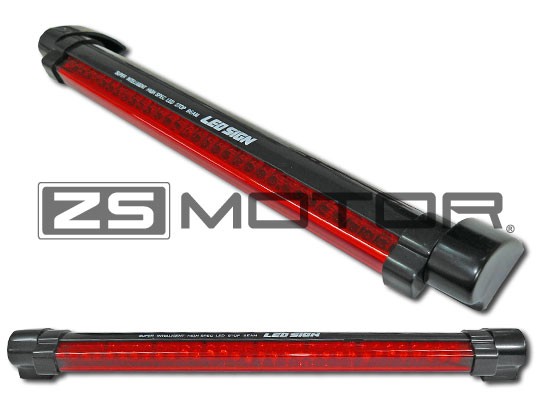 SUPER INTELLIGENT HIGH-SPEC LED STOP BEAM LED SIGN
ZS MOTOR®
SUPER INTELLIGENT HIGH-SPEC LED STOP BEAM LED SIGN